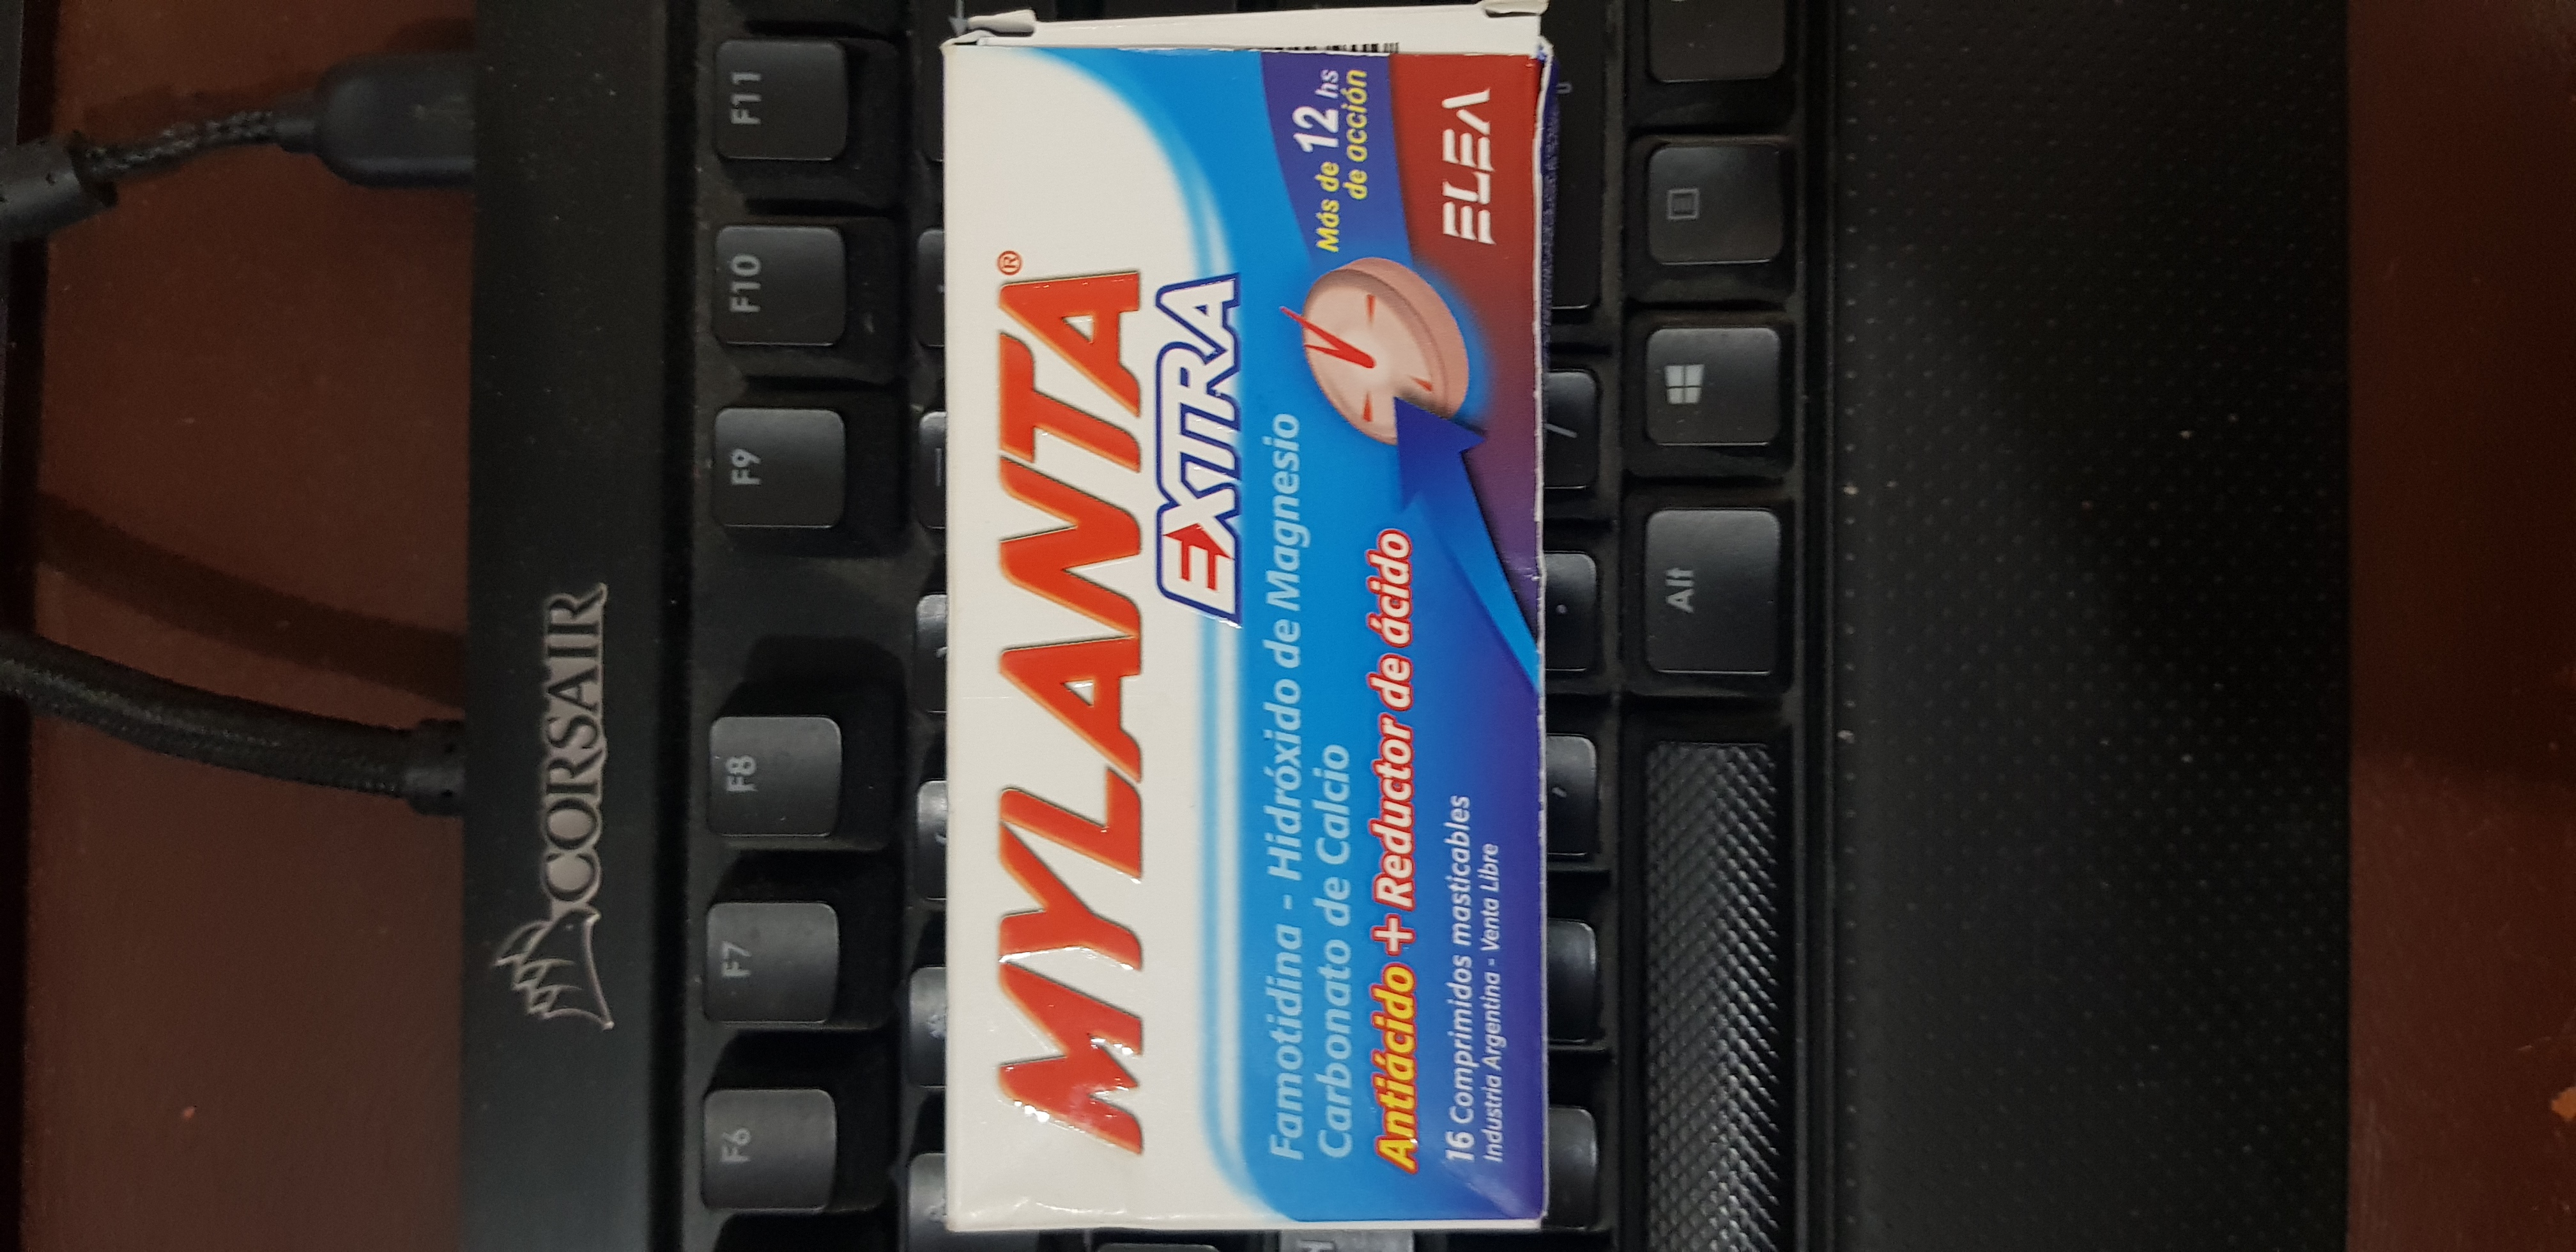 CORSAIR
F6 F7 F8 F9 F10 F11
MYLANTA®
EXTRA
Famotidina - Hidróxido de Magnesio
Carbonato de Calcio
Antiácido + Reductor de ácido
Más de 12 hs
de acción
16 Comprimidos masticables
Industria Argentina - Venta Libre
ELEA
H
, . /
Alt